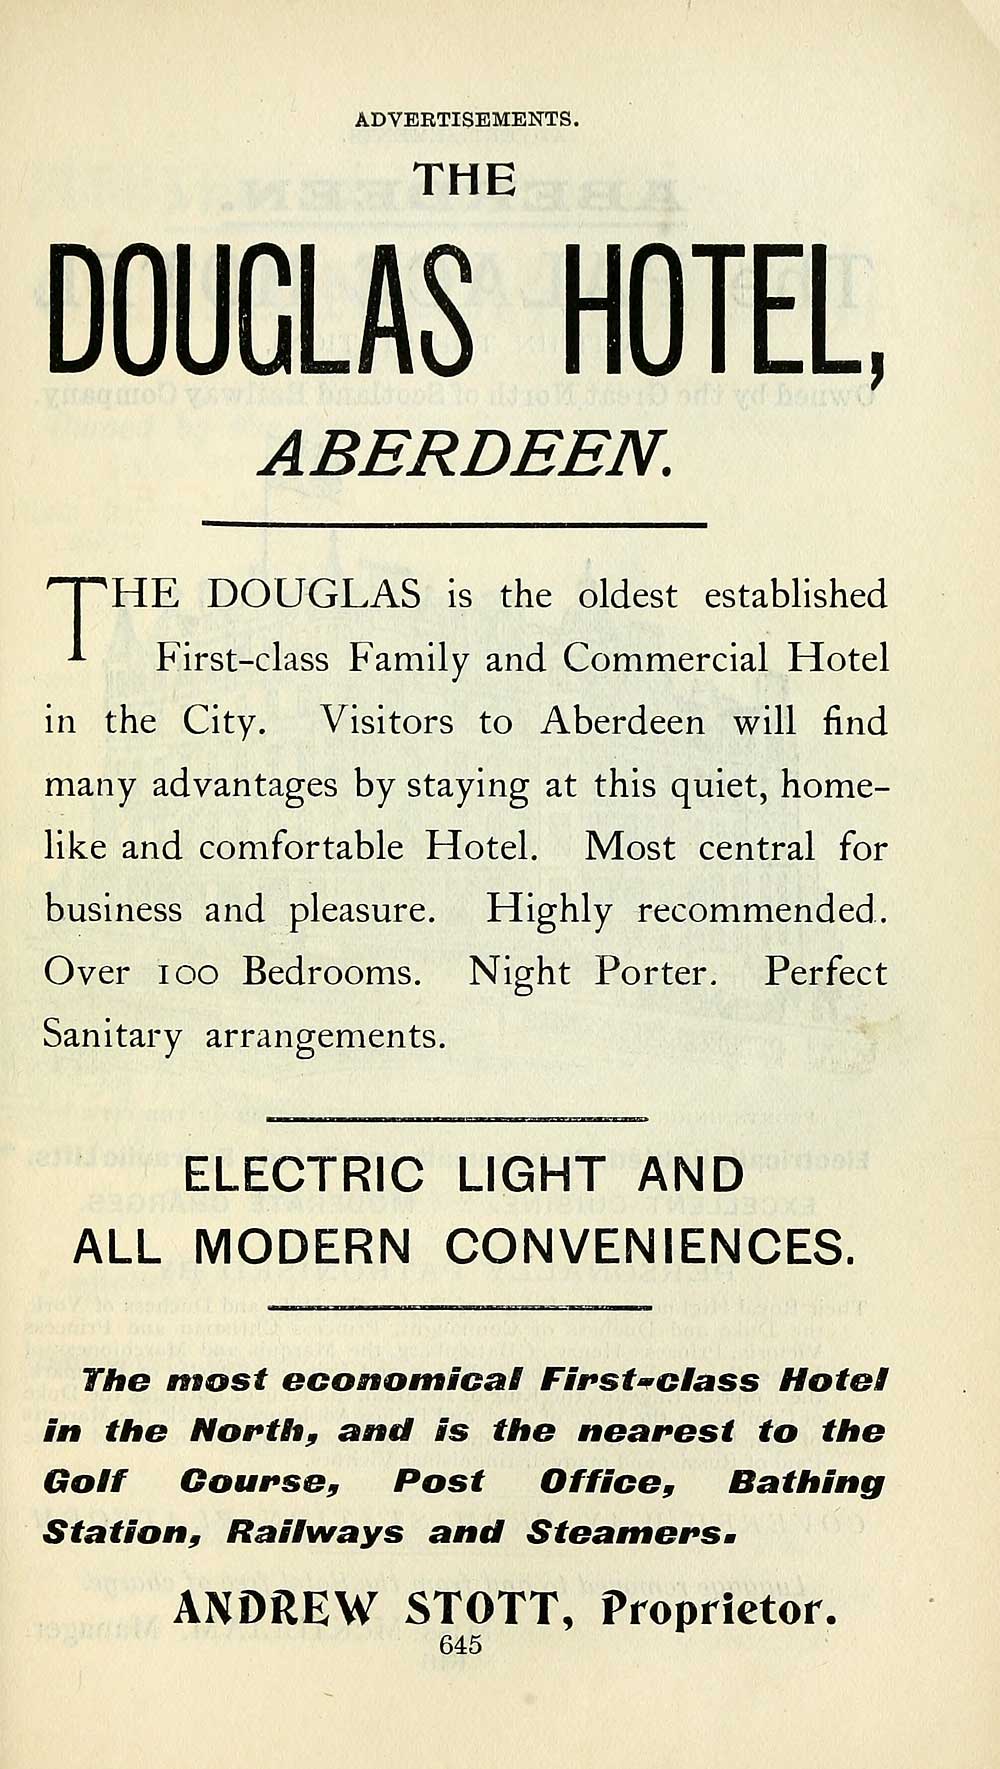 ADVERTISEMENTS.
THE
DOUGLAS HOTEL,
ABERDEEN.
THE DOUGLAS is the oldest established
First-class Family and Commercial Hotel
in the City. Visitors to Aberdeen will find
many advantages by staying at this quiet, home-
like and comfortable Hotel. Most central for
business and pleasure. Highly recommended.
Over 100 Bedrooms. Night Porter. Perfect
Sanitary arrangements.
ELECTRIC LIGHT AND
ALL MODERN CONVENIENCES.
The most economical First-class Hotel
in the North, and is the nearest to the
Golf Course, Post Office, Bathing
Station, Railways and Steamers.
ANDREW STOTT, Proprietor.
645